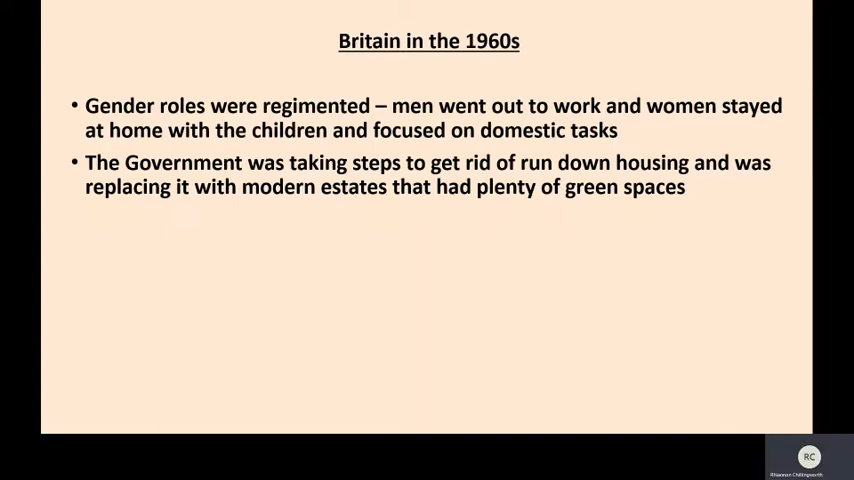 Britain in the 1960s
• Gender roles were regimented – men went out to work and women stayed
at home with the children and focused on domestic tasks
• The Government was taking steps to get rid of run down housing and was
replacing it with modern estates that had plenty of green spaces
RC
Rhiannon Chillingworth